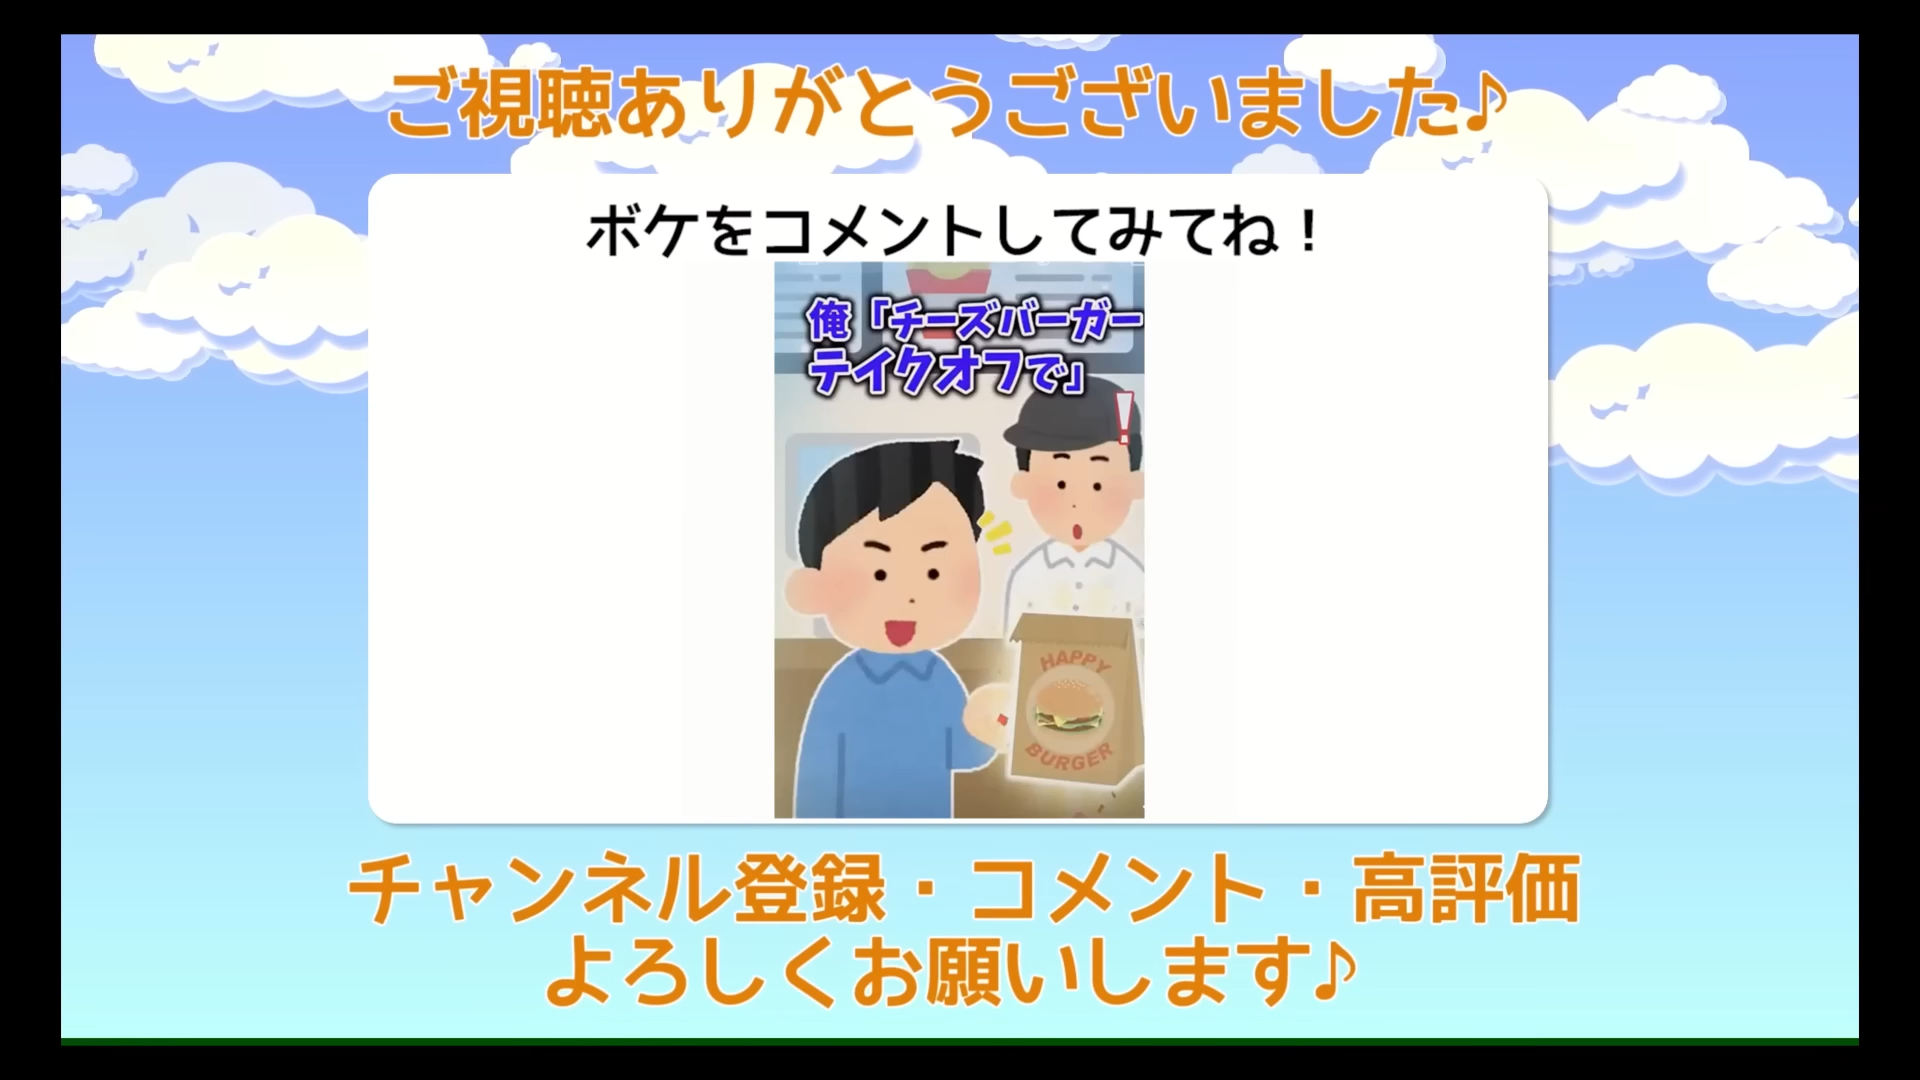 ご視聴ありがとうございました♪
ボケをコメントしてみてね！
俺「チーズバーガー
テイクオフで」
HAPPY
BURGER
チャンネル登録・コメント・高評価
よろしくお願いします♪